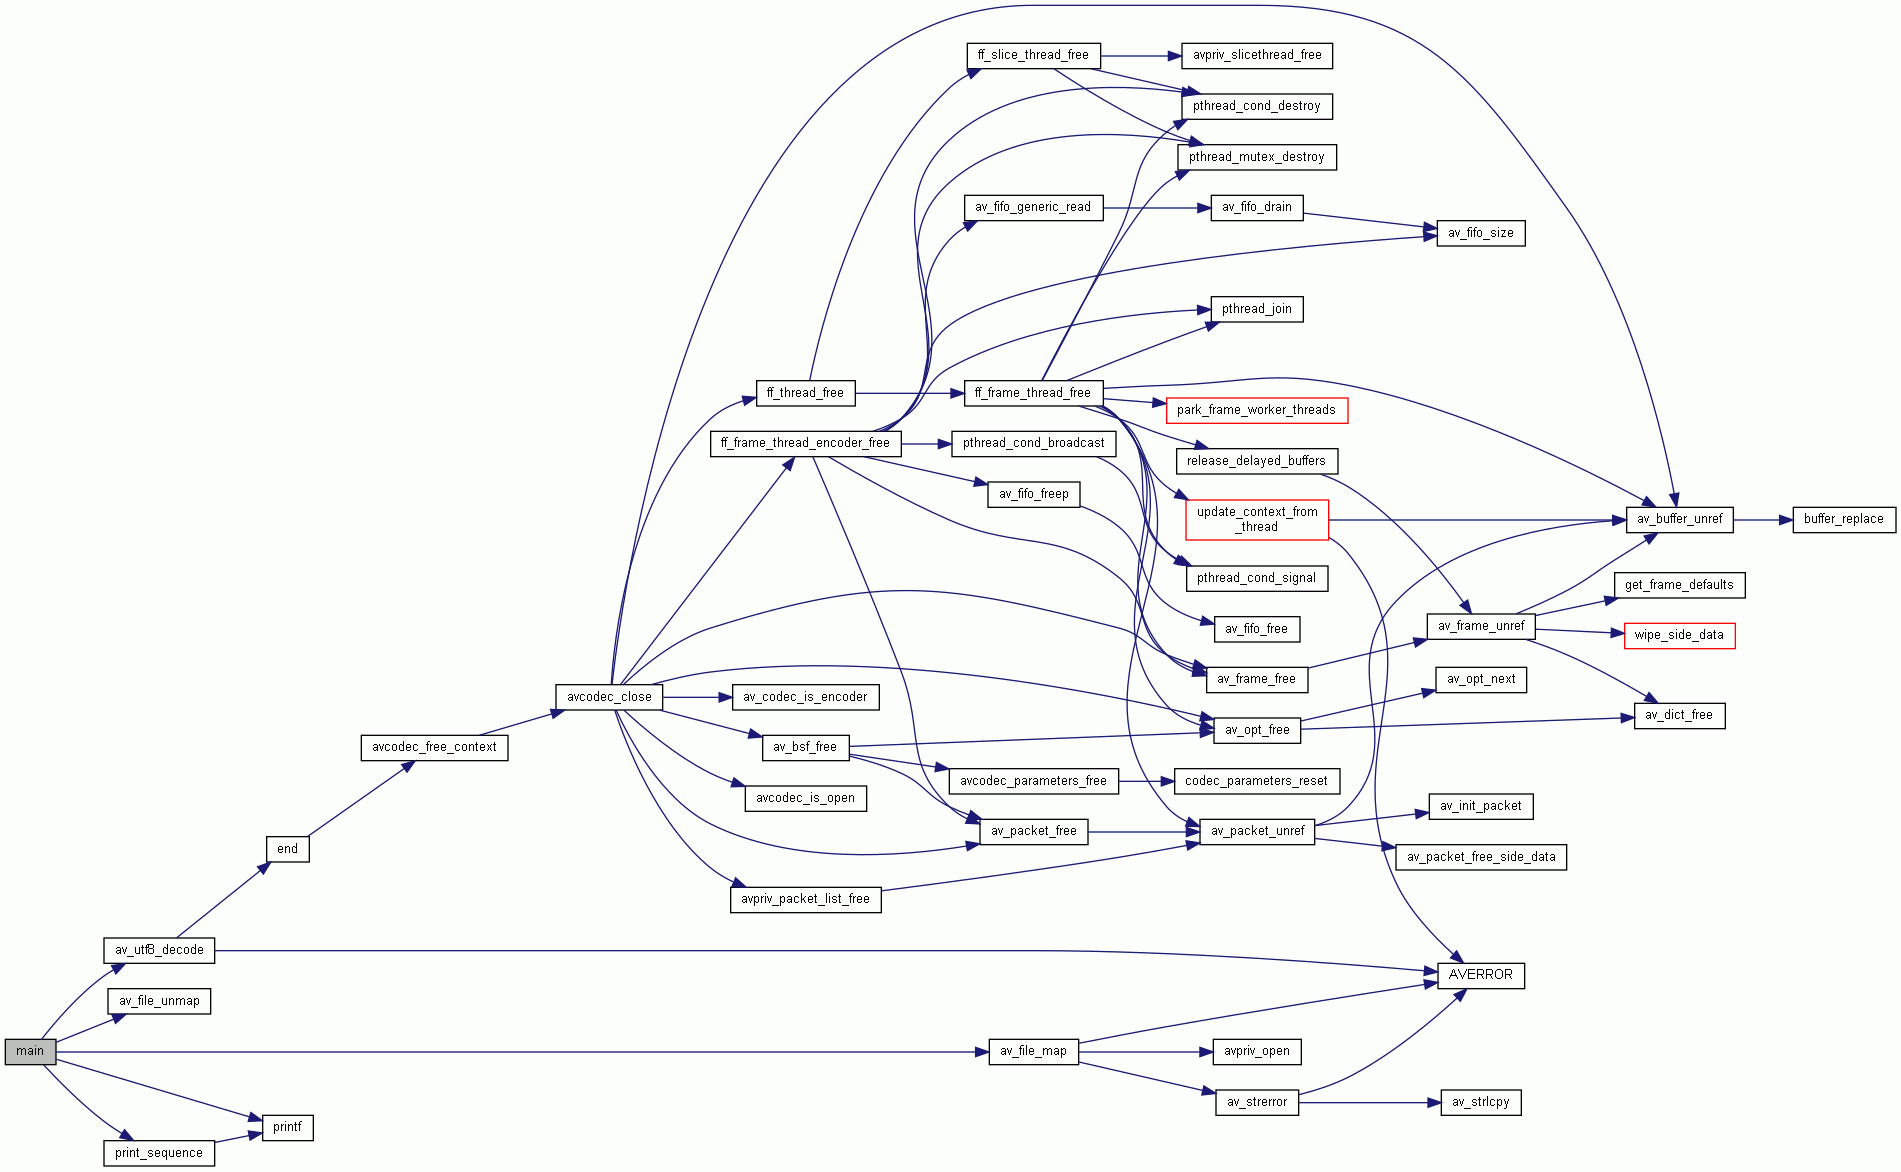 ff_slice_thread_free
avpriv_slicethread_free
pthread_cond_destroy
pthread_mutex_destroy
av_fifo_generic_read
av_fifo_drain
av_fifo_size
pthread_join
ff_thread_free
ff_frame_thread_free
park_frame_worker_threads
ff_frame_thread_encoder_free
pthread_cond_broadcast
release_delayed_buffers
av_fifo_freep
update_context_from
_thread
av_buffer_unref
buffer_replace
pthread_cond_signal
get_frame_defaults
av_fifo_free
av_frame_unref
wipe_side_data
av_frame_free
av_opt_next
avcodec_close
av_codec_is_encoder
av_dict_free
av_opt_free
avcodec_free_context
av_bsf_free
avcodec_parameters_free
codec_parameters_reset
avcodec_is_open
av_init_packet
av_packet_free
av_packet_unref
end
av_packet_free_side_data
avpriv_packet_list_free
av_utf8_decode
AVERROR
av_file_unmap
main
av_file_map
avpriv_open
av_strerror
av_strlcpy
printf
print_sequence